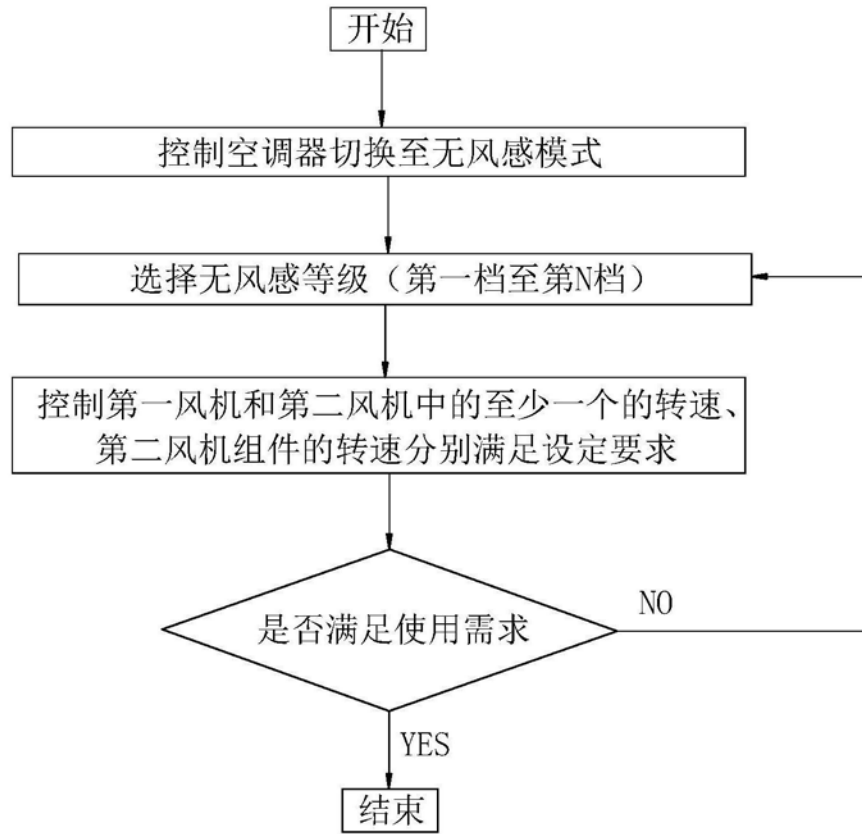 开始
控制空调器切换至无风感模式
选择无风感等级（第一档至第N档）
控制第一风机和第二风机中的至少一个的转速、
第二风机组件的转速分别满足设定要求
是否满足使用需求
NO
YES
结束